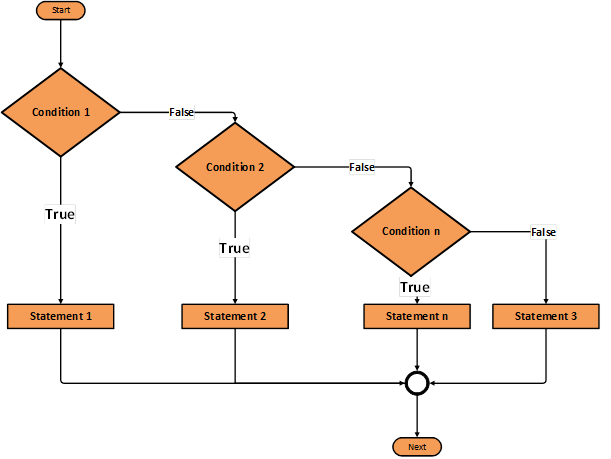 Start
Condition 1
False
Condition 2
False
Condition n
False
True
True
True
Statement 1
Statement 2
Statement n
Statement 3
Next